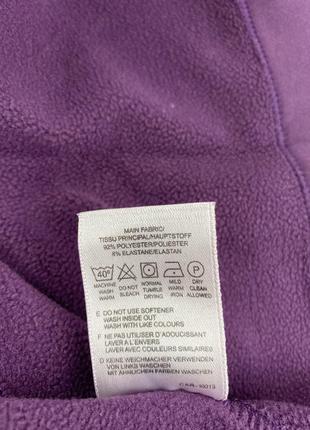 MAIN FABRIC/
TISSU PRINCIPAL/HAUPTSTOFF
92% POLYESTER/POLIESTER
8% ELASTANE/ELASTAN
40° P
MACHINE WASH WARM DO NOT BLEACH NORMAL TUMBLE DRYING MILD WARM IRON DRY CLEAN ALLOWED
E DO NOT USE SOFTENER
WASH INSIDE OUT
WASH WITH LIKE COLOURS
F NE PAS UTILISER D'ADOUCISSANT
LAVER A L'ENVERS
LAVER AVEC COULEURS SIMILAIRES
D KEINE WEICHMACHER VERWENDEN
VON LINKS WASCHEN
MIT ÄHNLICHEN FARBEN WASCHEN